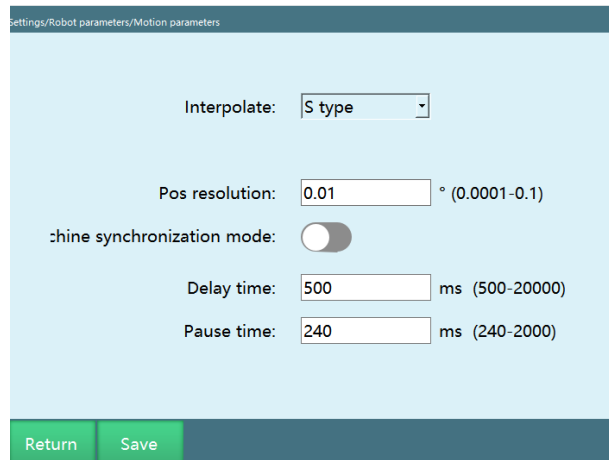 Settings/Robot parameters/Motion parameters
Interpolate: S type
Pos resolution: 0.01 ° (0.0001-0.1)
synchronization mode:
Delay time: 500 ms (500-20000)
Pause time: 240 ms (240-2000)
Return Save